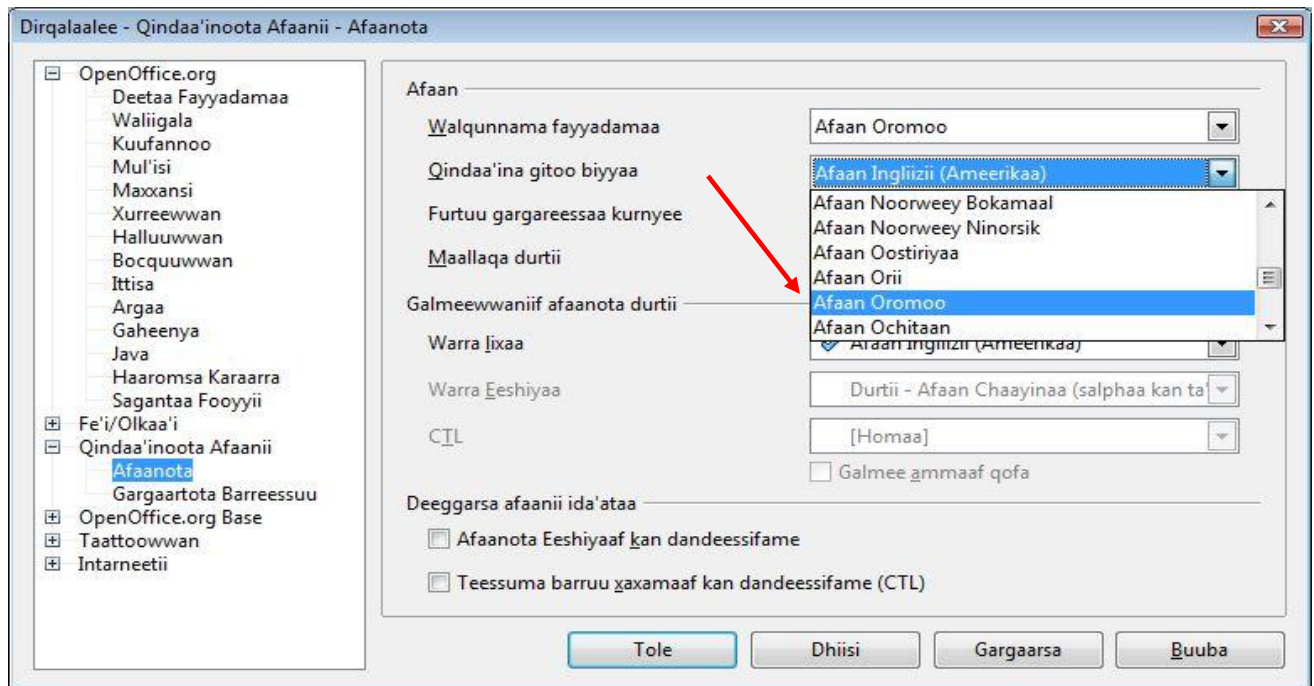 Dirqalaalee - Qindaa'inoota Afaanii - Afaanota
OpenOffice.org
Deetaa Fayyadamaa
Waliigala
Kuufannoo
Mul'isi
Maxxansi
Xurreewwan
Halluuwwan
Bocquuwwan
Ittisa
Argaa
Gaheenya
Java
Haaromsa Karaarra
Sagantaa Fooyyii
Fe'i/Olkaa'i
Qindaa'inoota Afaanii
Afaanota
Gargaartota Barreessuu
OpenOffice.org Base
Taattoowwan
Intarneetii
Afaan
Walqunnama fayyadamaa Afaan Oromoo
Qindaa'ina gitoo biyyaa Afaan Ingliizii (Ameerikaa)
Afaan Noorweey Bokamaal
Afaan Noorweey Ninorsik
Afaan Oostiriyaa
Afaan Orii
Afaan Oromoo
Afaan Ochitaan
Furtuu gargareessaa kurnyee
Maallaqa durtii
Galmeewwaniif afaanota durtii
Warra lixaa Afaan Ingliizii (Ameerikaa)
Warra Eeshiyaa Durtii - Afaan Chaayinaa (salphaa kan ta'
CTL [Homaa]
Galmee ammaaf qofa
Deeggarsa afaanii ida'ataa
Afaanota Eeshiyaaf kan dandeessifame
Teessuma barruu xaxamaaf kan dandeessifame (CTL)
Tole Dhiisi Gargaarsa Buuba